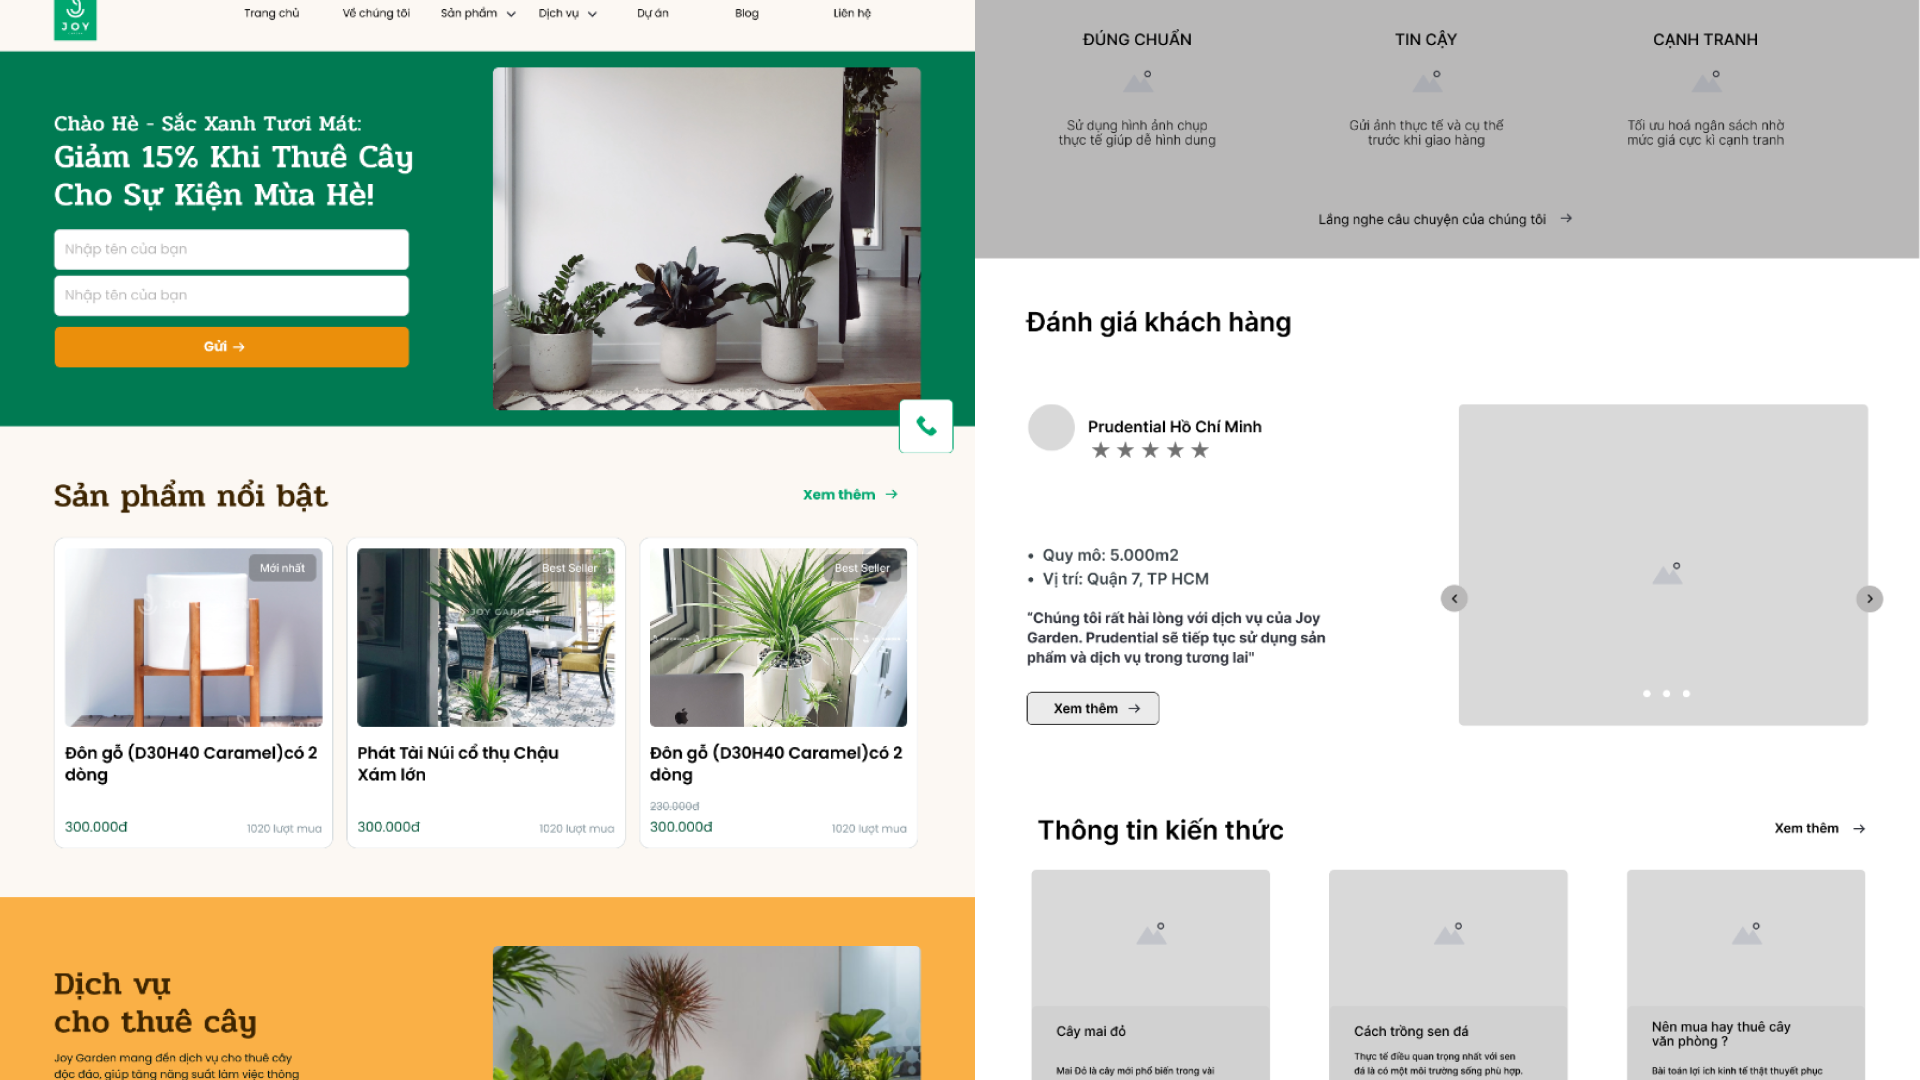 JOY
Trang chủ
Về chúng tôi
Sản phẩm
Dịch vụ
Dự án
Blog
Liên hệ
Chào Hè - Sắc Xanh Tươi Mát:
Giảm 15% Khi Thuê Cây
Cho Sự Kiện Mùa Hè!
Nhập tên của bạn
Nhập tên của bạn
Gửi →
Sản phẩm nổi bật
Xem thêm →
Mới nhất
Đôn gỗ (D30H40 Caramel)có 2
dòng
300.000đ
1020 lượt mua
Best Seller
JOY GARDEN
Phát Tài Núi cổ thụ Chậu
Xám lớn
300.000đ
1020 lượt mua
Best Seller
Đôn gỗ (D30H40 Caramel)có 2
dòng
230.000đ
300.000đ
1020 lượt mua
Dịch vụ
cho thuê cây
Joy Garden mang đến dịch vụ cho thuê cây
độc đáo, giúp tăng năng suất làm việc thông
ĐÚNG CHUẨN
Sử dụng hình ảnh chụp
thực tế giúp dễ hình dung
TIN CẬY
Gửi ảnh thực tế và cụ thể
trước khi giao hàng
CẠNH TRANH
Tối ưu hoá ngân sách nhờ
mức giá cực kì cạnh tranh
Lắng nghe câu chuyện của chúng tôi →
Đánh giá khách hàng
Prudential Hồ Chí Minh
★ ★ ★ ★ ★
• Quy mô: 5.000m2
• Vị trí: Quận 7, TP HCM
“Chúng tôi rất hài lòng với dịch vụ của Joy
Garden. Prudential sẽ tiếp tục sử dụng sản
phẩm và dịch vụ trong tương lai"
Xem thêm →
Thông tin kiến thức
Xem thêm →
Cây mai đỏ
Mai Đỏ là cây mới phổ biến trong vài
Cách trồng sen đá
Thực tế điều quan trọng nhất với sen
đá là có một môi trường sống phù hợp.
Nên mua hay thuê cây
văn phòng ?
Bài toán lợi ích kinh tế thật thuyết phục